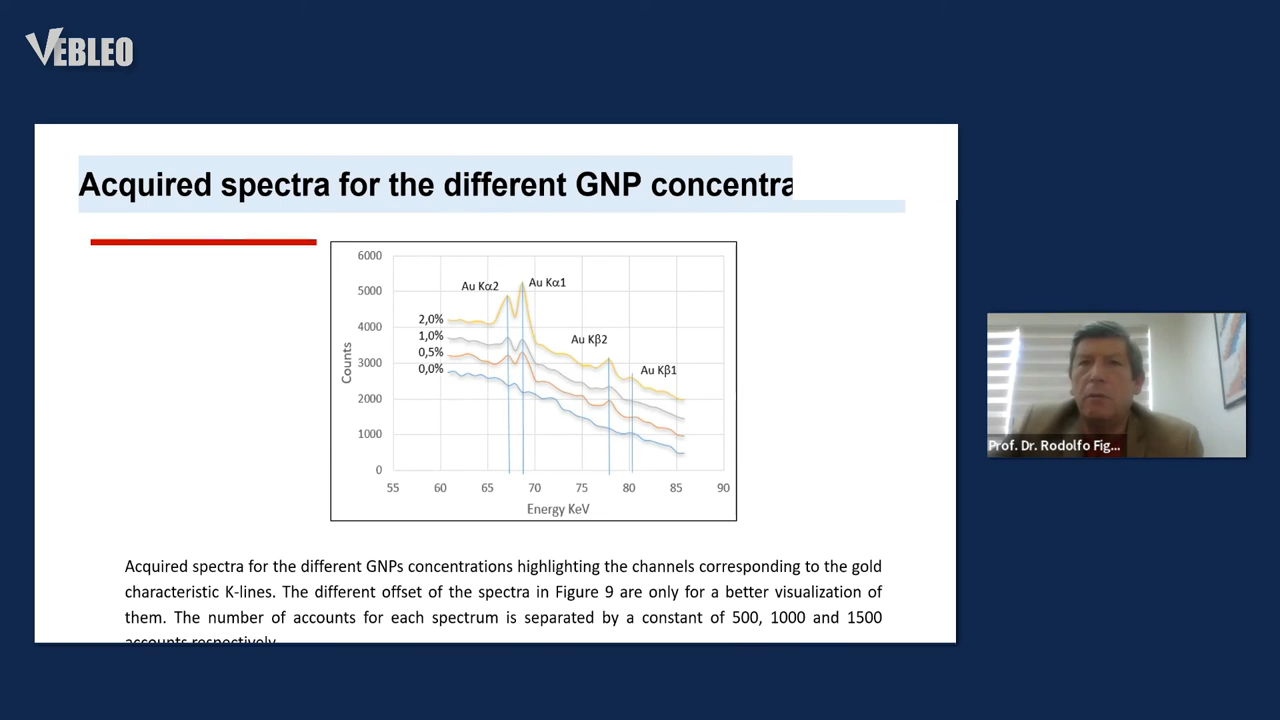 VEBLEO
Acquired spectra for the different GNP concentra
6000
5000
4000
3000
2000
1000
0
Counts
Au Kα2
Au Kα1
Au Kβ2
Au Kβ1
2,0%
1,0%
0,5%
0,0%
55 60 65 70 75 80 85 90
Energy KeV
Prof. Dr. Rodolfo Fig...
Acquired spectra for the different GNPs concentrations highlighting the channels corresponding to the gold
characteristic K-lines. The different offset of the spectra in Figure 9 are only for a better visualization of
them. The number of accounts for each spectrum is separated by a constant of 500, 1000 and 1500
accounts respectively.